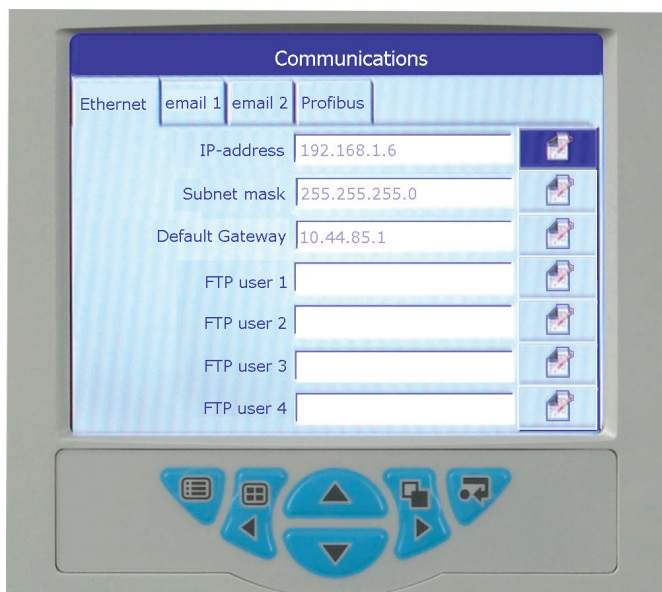 Communications
Ethernet email 1 email 2 Profibus
IP-address 192.168.1.6
Subnet mask 255.255.255.0
Default Gateway 10.44.85.1
FTP user 1
FTP user 2
FTP user 3
FTP user 4